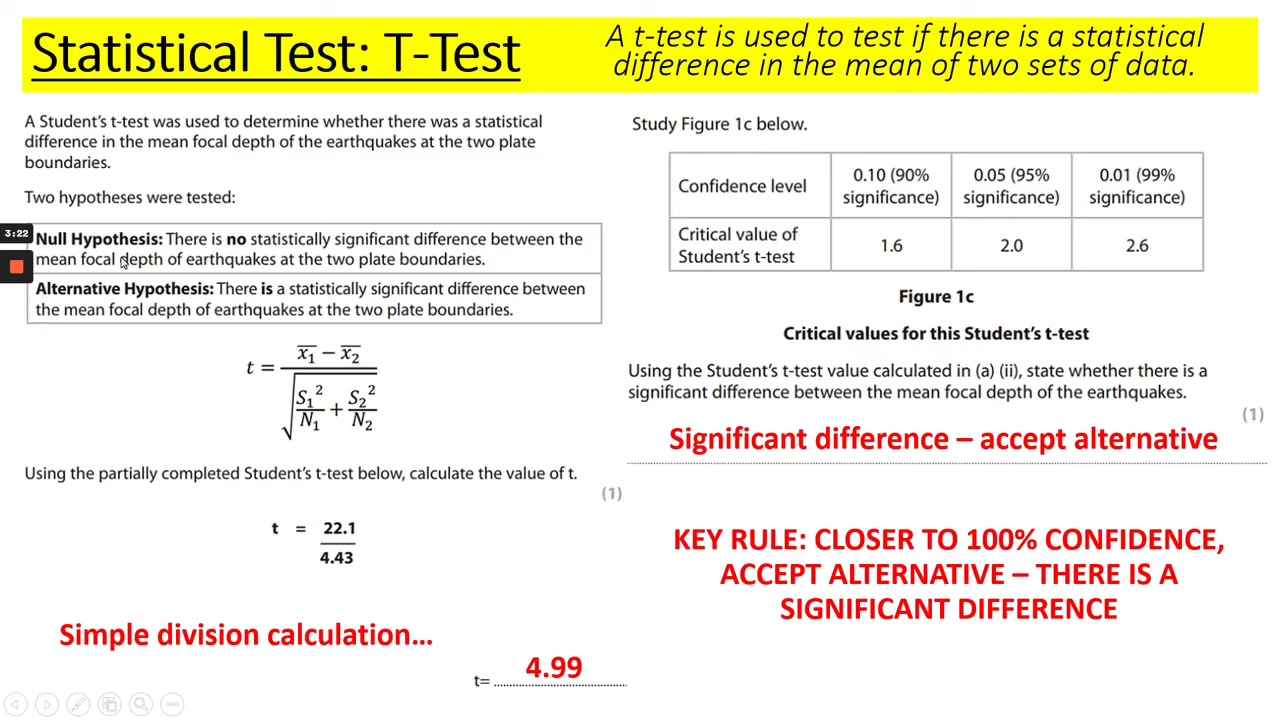 Statistical Test: T-Test
A t-test is used to test if there is a statistical
difference in the mean of two sets of data.
A Student's t-test was used to determine whether there was a statistical
difference in the mean focal depth of the earthquakes at the two plate
boundaries.
Two hypotheses were tested:
3:22
Null Hypothesis: There is no statistically significant difference between the
mean focal depth of earthquakes at the two plate boundaries.
Alternative Hypothesis: There is a statistically significant difference between
the mean focal depth of earthquakes at the two plate boundaries.
t = (x̅₁ − x̅₂) / √(S₁²/N₁ + S₂²/N₂)
Using the partially completed Student's t-test below, calculate the value of t.
(1)
t = 22.1
4.43
Simple division calculation...
t= 4.99
Study Figure 1c below.
Confidence level
0.10 (90%
significance)
0.05 (95%
significance)
0.01 (99%
significance)
Critical value of
Student's t-test
1.6
2.0
2.6
Figure 1c
Critical values for this Student's t-test
Using the Student's t-test value calculated in (a) (ii), state whether there is a
significant difference between the mean focal depth of the earthquakes.
(1)
Significant difference – accept alternative
KEY RULE: CLOSER TO 100% CONFIDENCE,
ACCEPT ALTERNATIVE – THERE IS A
SIGNIFICANT DIFFERENCE